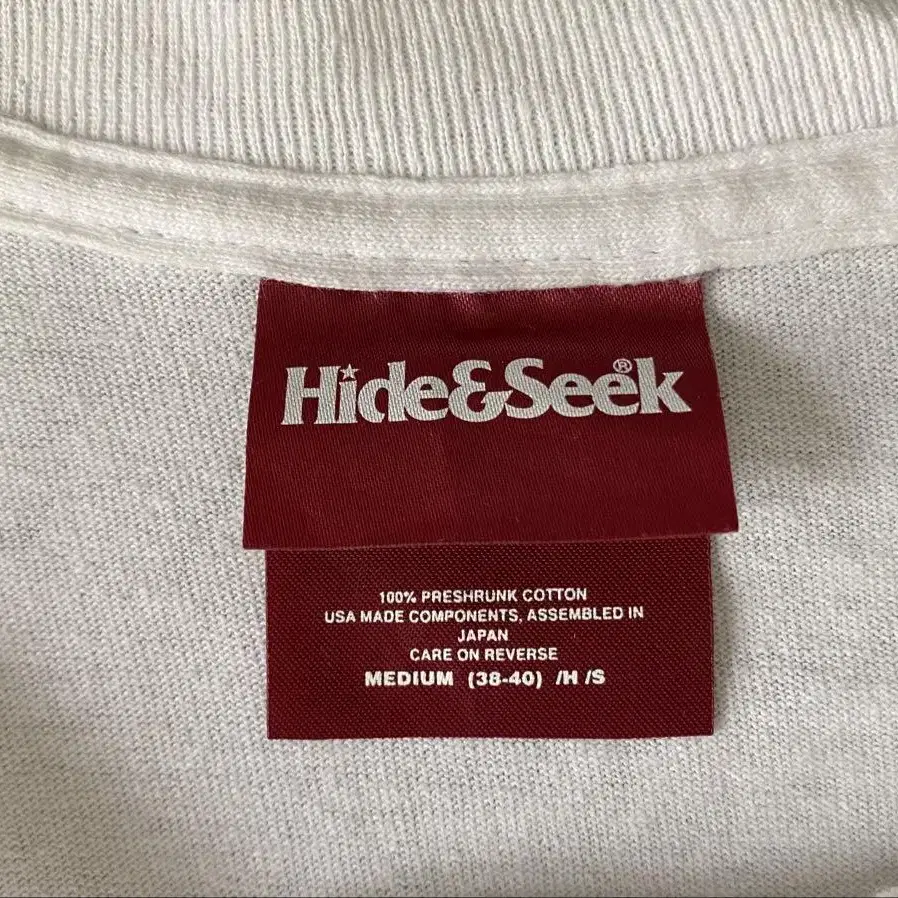 Hide&Seek®
100% PRESHRUNK COTTON
USA MADE COMPONENTS, ASSEMBLED IN
JAPAN
CARE ON REVERSE
MEDIUM (38-40) /H /S